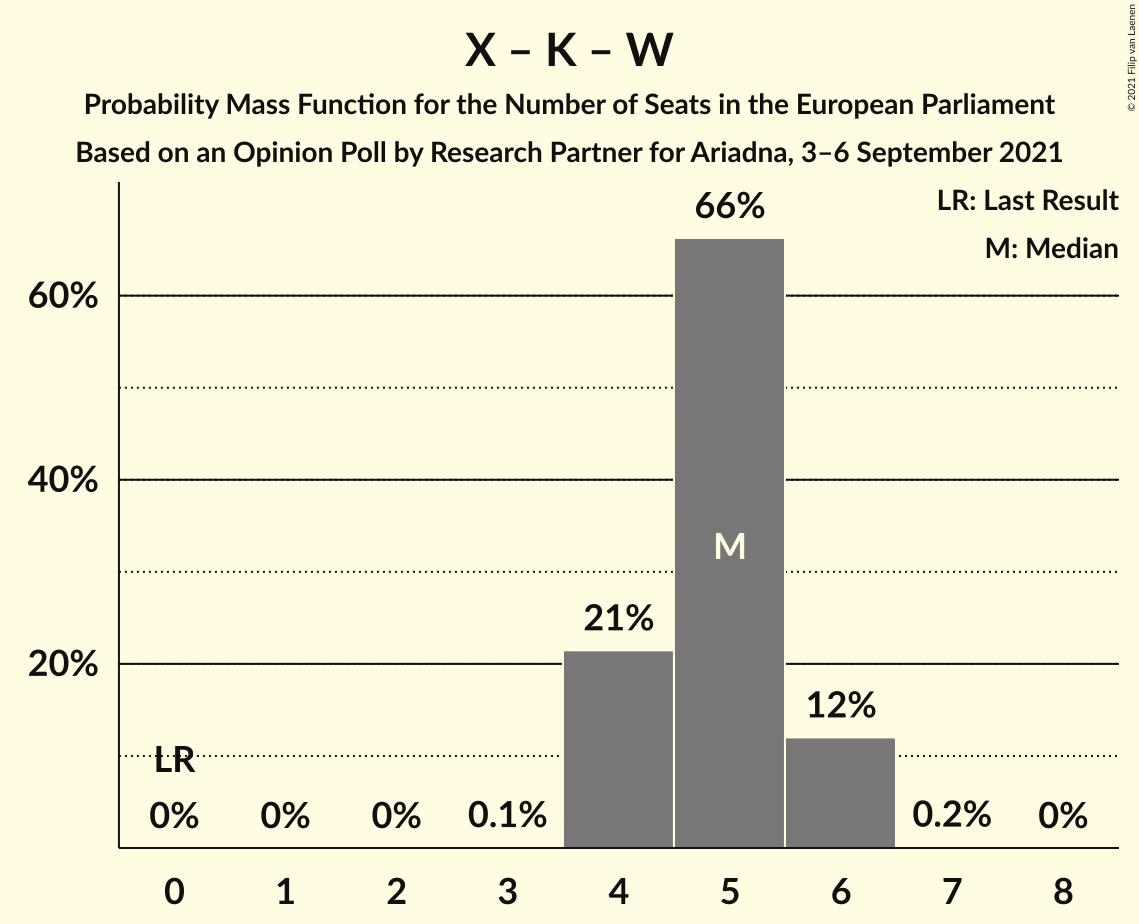 X – K – W
Probability Mass Function for the Number of Seats in the European Parliament
Based on an Opinion Poll by Research Partner for Ariadna, 3–6 September 2021
© 2021 Filip van Laenen
LR: Last Result
M: Median
66%
60%
40%
M
21%
20%
12%
LR
0%
0%
0%
0.1%
0.2%
0%
0 1 2 3 4 5 6 7 8